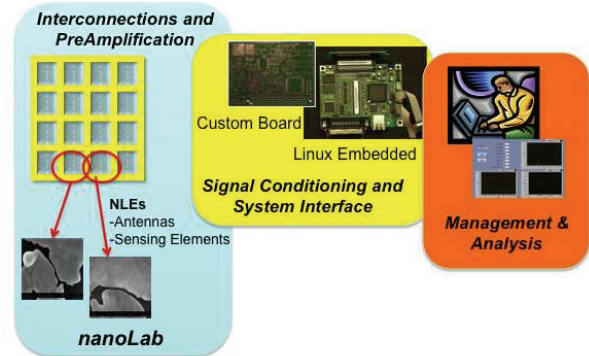 Interconnections and
PreAmplification
NLEs
-Antennas
-Sensing Elements
nanoLab
Custom Board
Linux Embedded
Signal Conditioning and
System Interface
Management &
Analysis